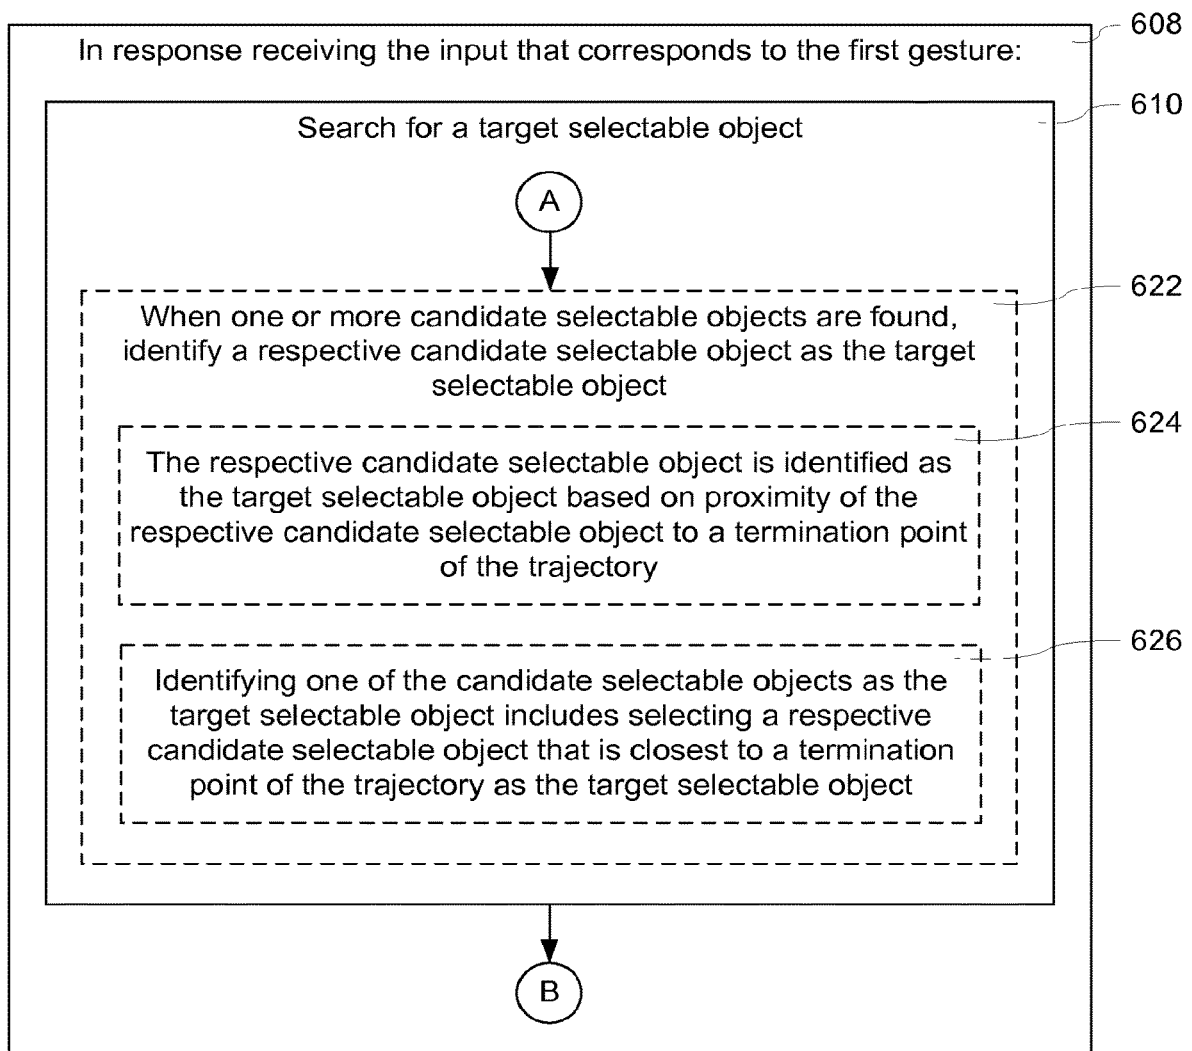 608
In response receiving the input that corresponds to the first gesture:
610
Search for a target selectable object
A
622
When one or more candidate selectable objects are found,
identify a respective candidate selectable object as the target
selectable object
624
The respective candidate selectable object is identified as
the target selectable object based on proximity of the
respective candidate selectable object to a termination point
of the trajectory
626
Identifying one of the candidate selectable objects as the
target selectable object includes selecting a respective
candidate selectable object that is closest to a termination
point of the trajectory as the target selectable object
B